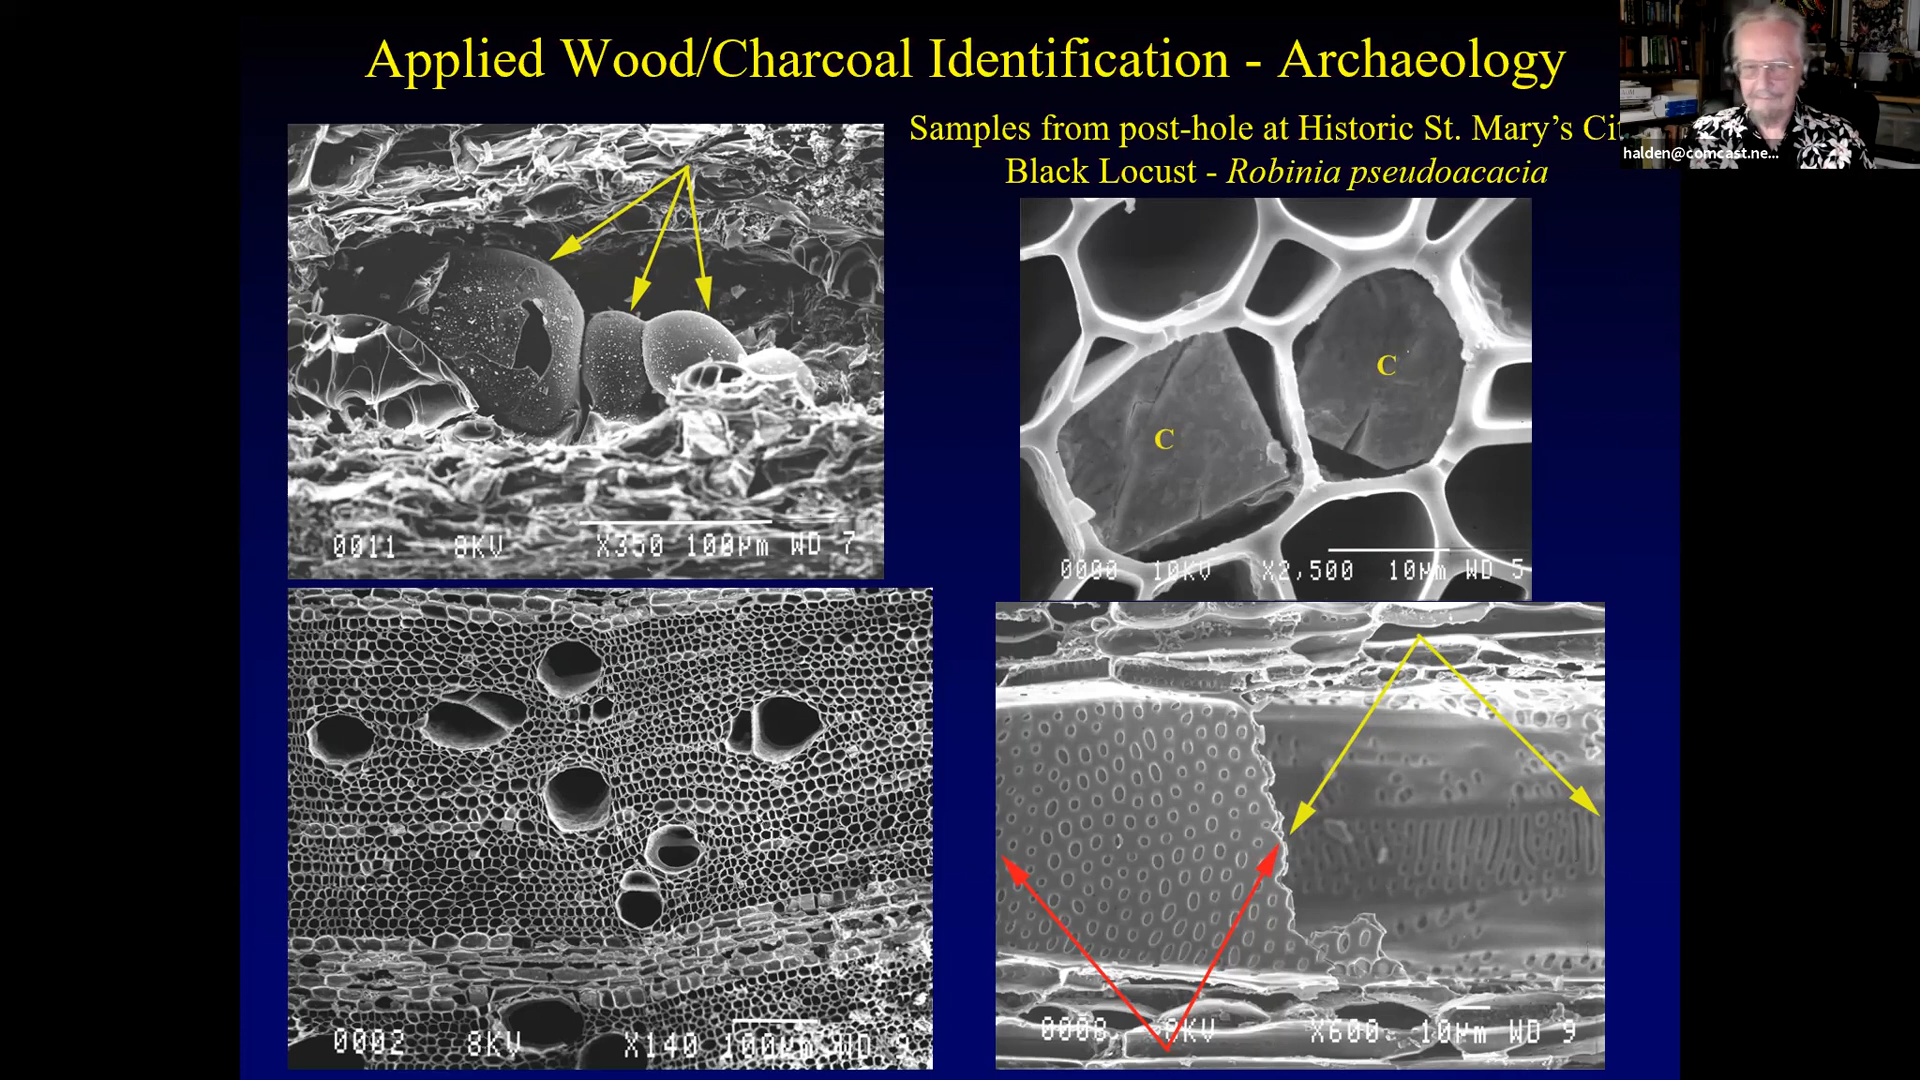 Applied Wood/Charcoal Identification - Archaeology
Samples from post-hole at Historic St. Mary's Ci
Black Locust - Robinia pseudoacacia
halden@comcast.ne...
C
C
0011 8KV X350 100µm WD 7
0000 10KV X2,500 10µm WD 5
0002 8KV X140 100µm WD 9
0008 8KV X600 10µm WD 9